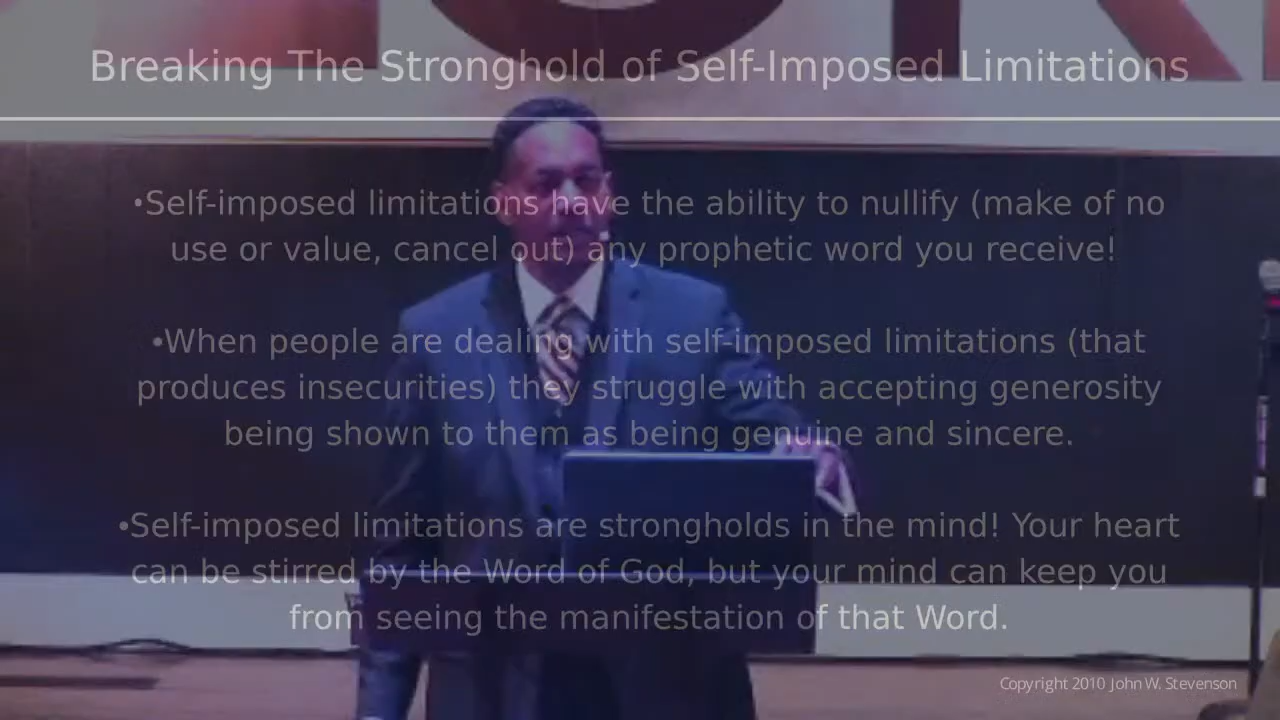 Breaking The Stronghold of Self-Imposed Limitations
•Self-imposed limitations have the ability to nullify (make of no
use or value, cancel out) any prophetic word you receive!
•When people are dealing with self-imposed limitations (that
produces insecurities) they struggle with accepting generosity
being shown to them as being genuine and sincere.
•Self-imposed limitations are strongholds in the mind! Your heart
can be stirred by the Word of God, but your mind can keep you
from seeing the manifestation of that Word.
Copyright 2010 John W. Stevenson